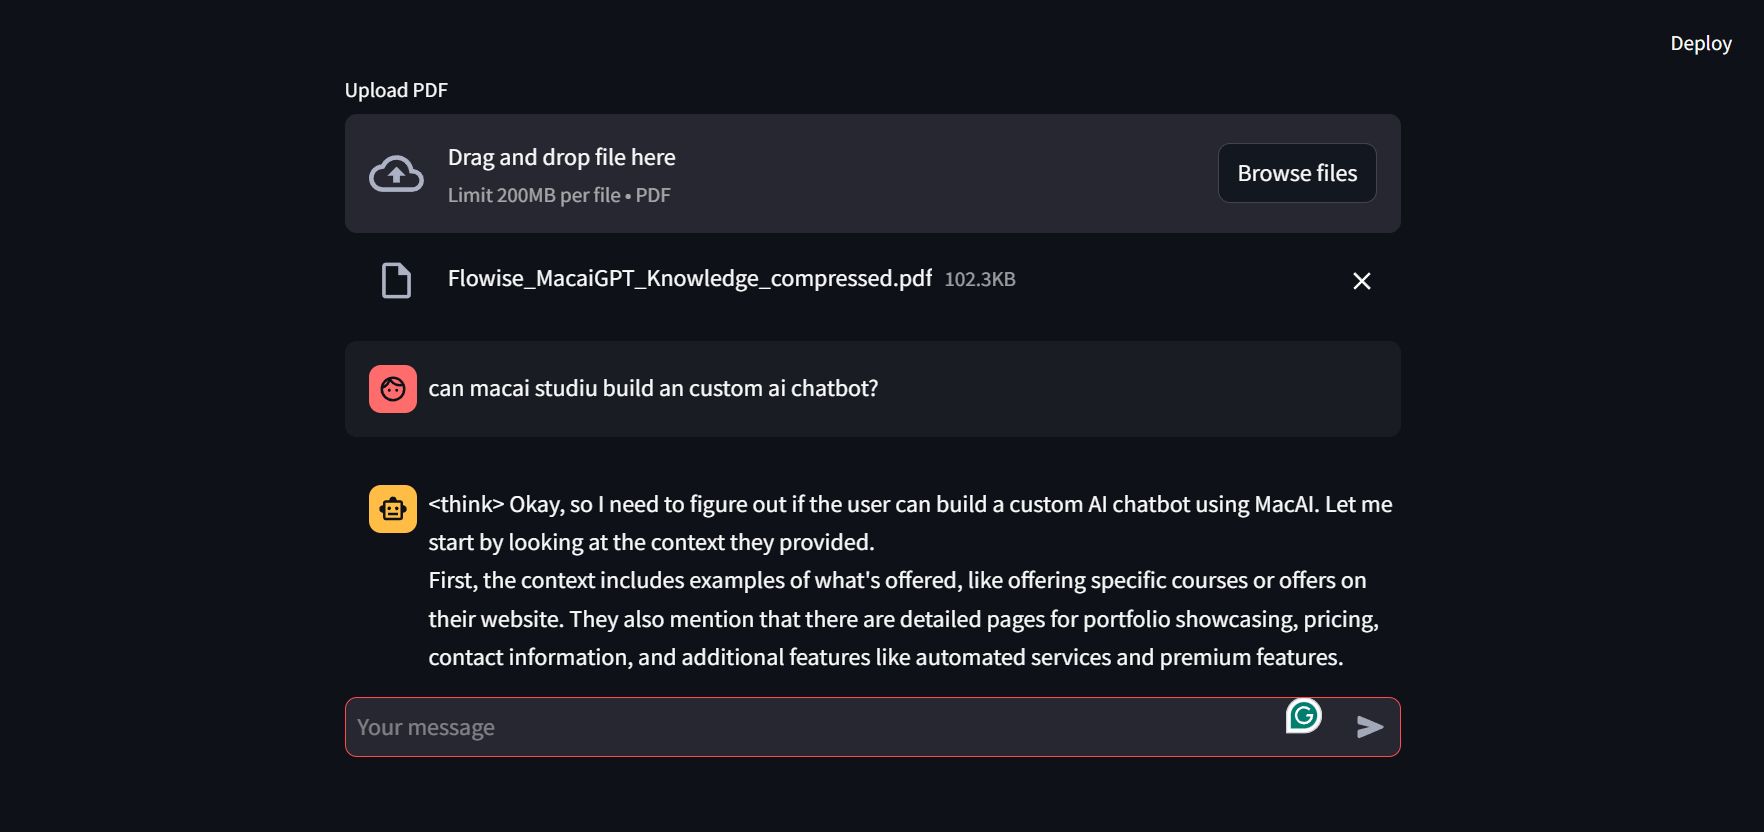 Deploy
Upload PDF
Drag and drop file here
Limit 200MB per file • PDF
Browse files
Flowise_MacaiGPT_Knowledge_compressed.pdf 102.3KB
can macai studiu build an custom ai chatbot?
<think> Okay, so I need to figure out if the user can build a custom AI chatbot using MacAI. Let me
start by looking at the context they provided.
First, the context includes examples of what's offered, like offering specific courses or offers on
their website. They also mention that there are detailed pages for portfolio showcasing, pricing,
contact information, and additional features like automated services and premium features.
Your message